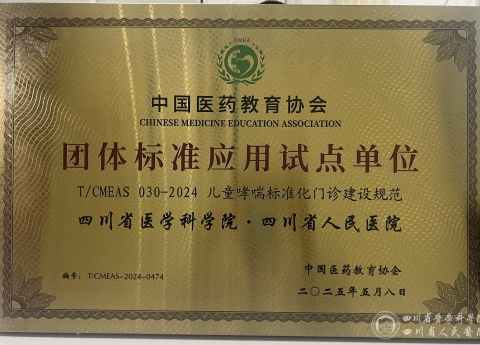 CMEA
中国医药教育协会
CHINESE MEDICINE EDUCATION ASSOCIATION
团体标准应用试点单位
T/CMEAS 030-2024 儿童哮喘标准化门诊建设规范
四川省医学科学院·四川省人民医院
编号：T/CMEAS-2024-0474
中国医药教育协会
二〇二五年五月八日
四川省醫學科學院
四川省人民醫院